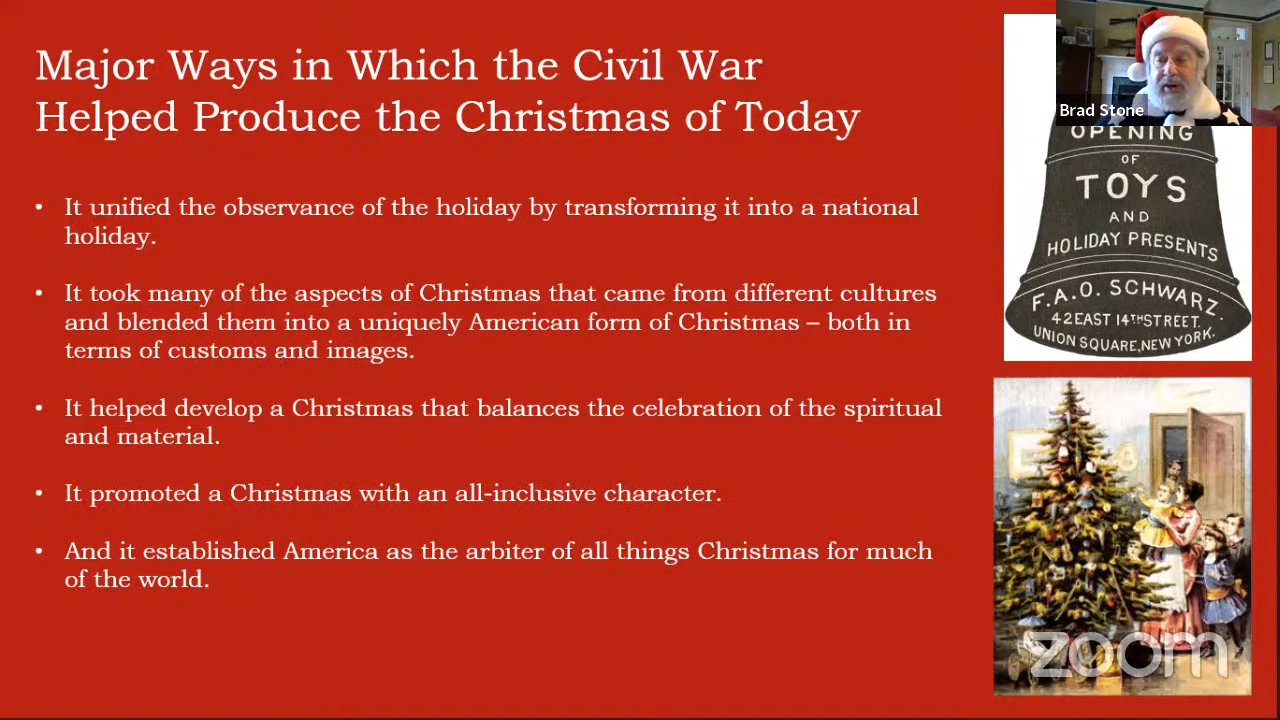 Major Ways in Which the Civil War
Helped Produce the Christmas of Today
• It unified the observance of the holiday by transforming it into a national
holiday.
• It took many of the aspects of Christmas that came from different cultures
and blended them into a uniquely American form of Christmas – both in
terms of customs and images.
• It helped develop a Christmas that balances the celebration of the spiritual
and material.
• It promoted a Christmas with an all-inclusive character.
• And it established America as the arbiter of all things Christmas for much
of the world.
Brad Stone
OPENING
OF
TOYS
AND
HOLIDAY PRESENTS
F.A.O. SCHWARZ.
42 EAST 14TH STREET.
UNION SQUARE, NEW YORK.
zoom